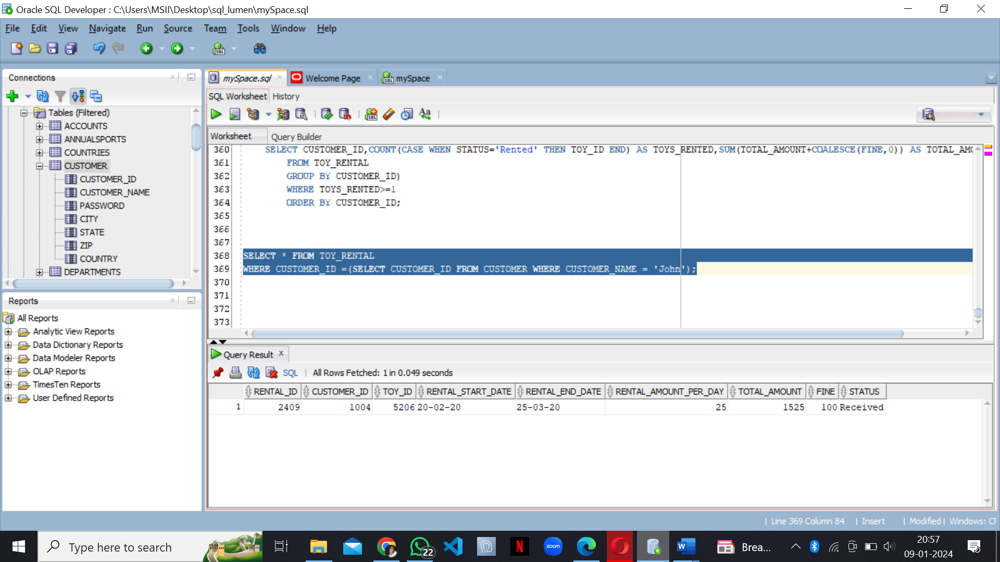 Oracle SQL Developer : C:\Users\MSII\Desktop\sql_lumen\mySpace.sql
File Edit View Navigate Run Source Team Tools Window Help
Connections
Tables (Filtered)
ACCOUNTS
ANNUALSPORTS
COUNTRIES
CUSTOMER
CUSTOMER_ID
CUSTOMER_NAME
PASSWORD
CITY
STATE
ZIP
COUNTRY
DEPARTMENTS
Reports
All Reports
Analytic View Reports
Data Dictionary Reports
Data Modeler Reports
OLAP Reports
TimesTen Reports
User Defined Reports
mySpace.sql Welcome Page mySpace
SQL Worksheet History
Worksheet Query Builder
360 SELECT CUSTOMER_ID,COUNT(CASE WHEN STATUS='Rented' THEN TOY_ID END) AS TOYS_RENTED,SUM(TOTAL_AMOUNT+COALESCE(FINE,0)) AS TOTAL_AMO
361 FROM TOY_RENTAL
362 GROUP BY CUSTOMER_ID)
363 WHERE TOYS_RENTED>=1
364 ORDER BY CUSTOMER_ID;
365
366
367
368 SELECT * FROM TOY_RENTAL
369 WHERE CUSTOMER_ID =(SELECT CUSTOMER_ID FROM CUSTOMER WHERE CUSTOMER_NAME = 'John');
370
371
372
373
Query Result x
SQL | All Rows Fetched: 1 in 0.049 seconds
RENTAL_ID CUSTOMER_ID TOY_ID RENTAL_START_DATE RENTAL_END_DATE RENTAL_AMOUNT_PER_DAY TOTAL_AMOUNT FINE STATUS
1 2409 1004 5206 20-02-20 25-03-20 25 1525 100 Received
| Line 369 Column 84 | Insert | Modified | Windows: CR
Type here to search
22
zoom
Brea...
20:57
09-01-2024